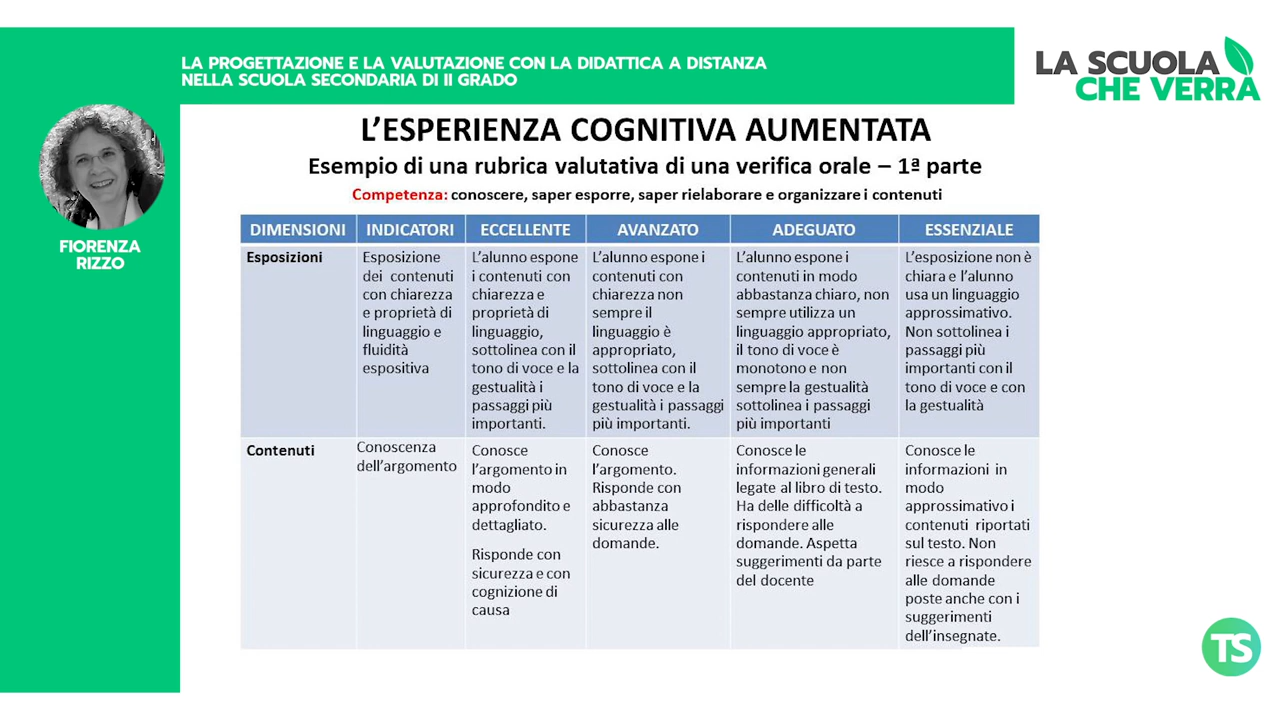 LA PROGETTAZIONE E LA VALUTAZIONE CON LA DIDATTICA A DISTANZA
NELLA SCUOLA SECONDARIA DI II GRADO
LA SCUOLA
CHE VERRA
FIORENZA
RIZZO
L'ESPERIENZA COGNITIVA AUMENTATA
Esempio di una rubrica valutativa di una verifica orale – 1ª parte
Competenza: conoscere, saper esporre, saper rielaborare e organizzare i contenuti
DIMENSIONI
INDICATORI
ECCELLENTE
AVANZATO
ADEGUATO
ESSENZIALE
Esposizioni
Esposizione
dei contenuti
con chiarezza
e proprietà di
linguaggio e
fluidità
espositiva
L'alunno espone
i contenuti con
chiarezza e
proprietà di
linguaggio,
sottolinea con il
tono di voce e la
gestualità i
passaggi più
importanti.
L'alunno espone i
contenuti con
chiarezza non
sempre il
linguaggio è
appropriato,
sottolinea con il
tono di voce e la
gestualità i passaggi
più importanti.
L'alunno espone i
contenuti in modo
abbastanza chiaro, non
sempre utilizza un
linguaggio appropriato,
il tono di voce è
monotono e non
sempre la gestualità
sottolinea i passaggi
più importanti
L'esposizione non è
chiara e l'alunno
usa un linguaggio
approssimativo.
Non sottolinea i
passaggi più
importanti con il
tono di voce e con
la gestualità
Contenuti
Conoscenza
dell'argomento
Conosce
l'argomento in
modo
approfondito e
dettagliato.
Risponde con
sicurezza e con
cognizione di
causa
Conosce
l'argomento.
Risponde con
abbastanza
sicurezza alle
domande.
Conosce le
informazioni generali
legate al libro di testo.
Ha delle difficoltà a
rispondere alle
domande. Aspetta
suggerimenti da parte
del docente
Conosce le
informazioni in
modo
approssimativo i
contenuti riportati
sul testo. Non
riesce a rispondere
alle domande
poste anche con i
suggerimenti
dell'insegnate.
TS